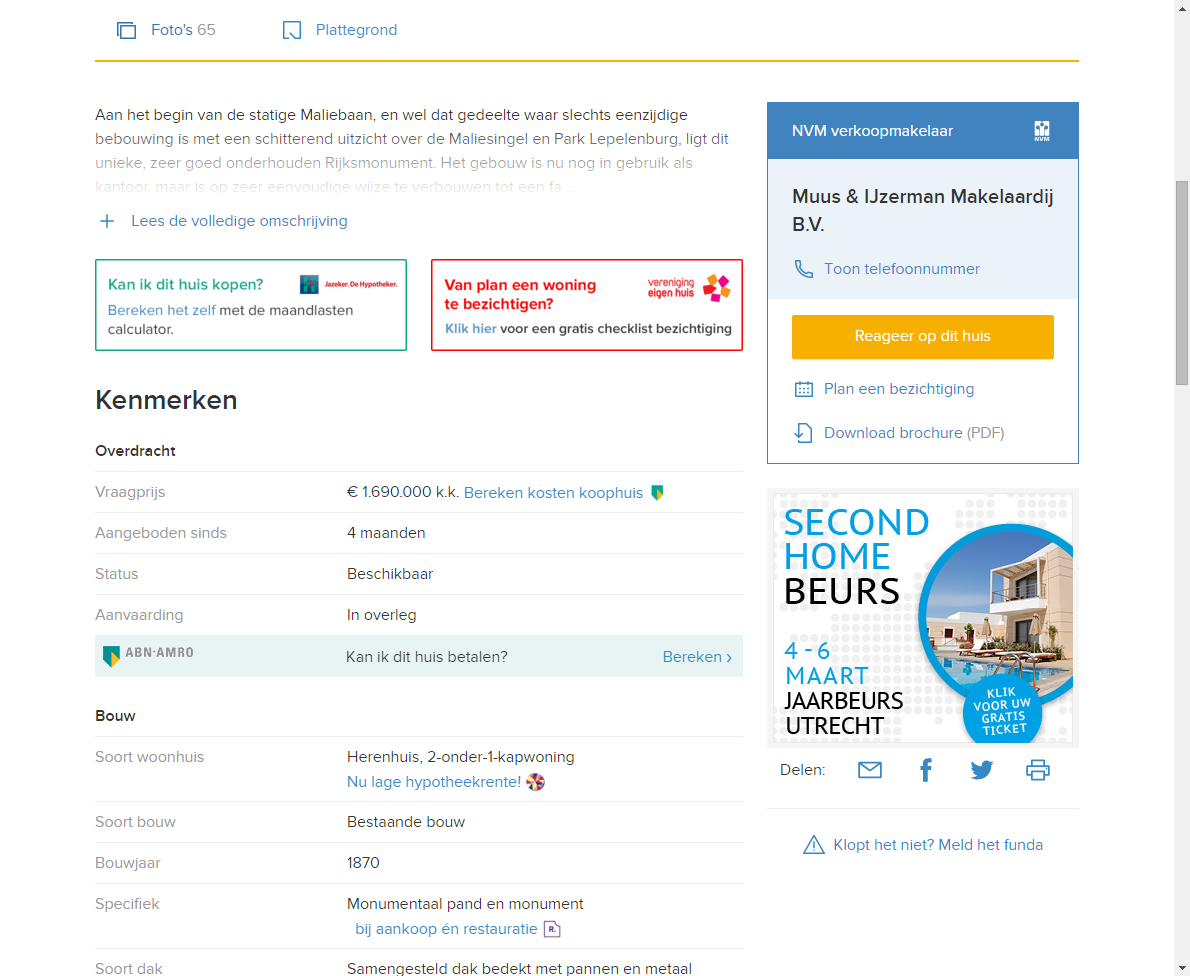 Foto's 65
Plattegrond
Aan het begin van de statige Maliebaan, en wel dat gedeelte waar slechts eenzijdige
bebouwing is met een schitterend uitzicht over de Maliesingel en Park Lepelenburg, ligt dit
unieke, zeer goed onderhouden Rijksmonument. Het gebouw is nu nog in gebruik als
kantoor, maar is op zeer eenvoudige wijze te verbouwen tot een fa ...
+ Lees de volledige omschrijving
Kan ik dit huis kopen?
Jazeker. De Hypotheker.
Bereken het zelf met de maandlasten
calculator.
Van plan een woning
te bezichtigen?
vereniging
eigen huis
Klik hier voor een gratis checklist bezichtiging
Kenmerken
Overdracht
Vraagprijs € 1.690.000 k.k. Bereken kosten koophuis
Aangeboden sinds 4 maanden
Status Beschikbaar
Aanvaarding In overleg
ABN·AMRO Kan ik dit huis betalen? Bereken ›
Bouw
Soort woonhuis Herenhuis, 2-onder-1-kapwoning
Nu lage hypotheekrente!
Soort bouw Bestaande bouw
Bouwjaar 1870
Specifiek Monumentaal pand en monument
bij aankoop én restauratie R.
Soort dak Samengesteld dak bedekt met pannen en metaal
NVM verkoopmakelaar
NVM
Muus & IJzerman Makelaardij
B.V.
Toon telefoonnummer
Reageer op dit huis
Plan een bezichtiging
Download brochure (PDF)
SECOND
HOME
BEURS
4 - 6
MAART
JAARBEURS
UTRECHT
KLIK
VOOR UW
GRATIS
TICKET
Delen:
Klopt het niet? Meld het funda